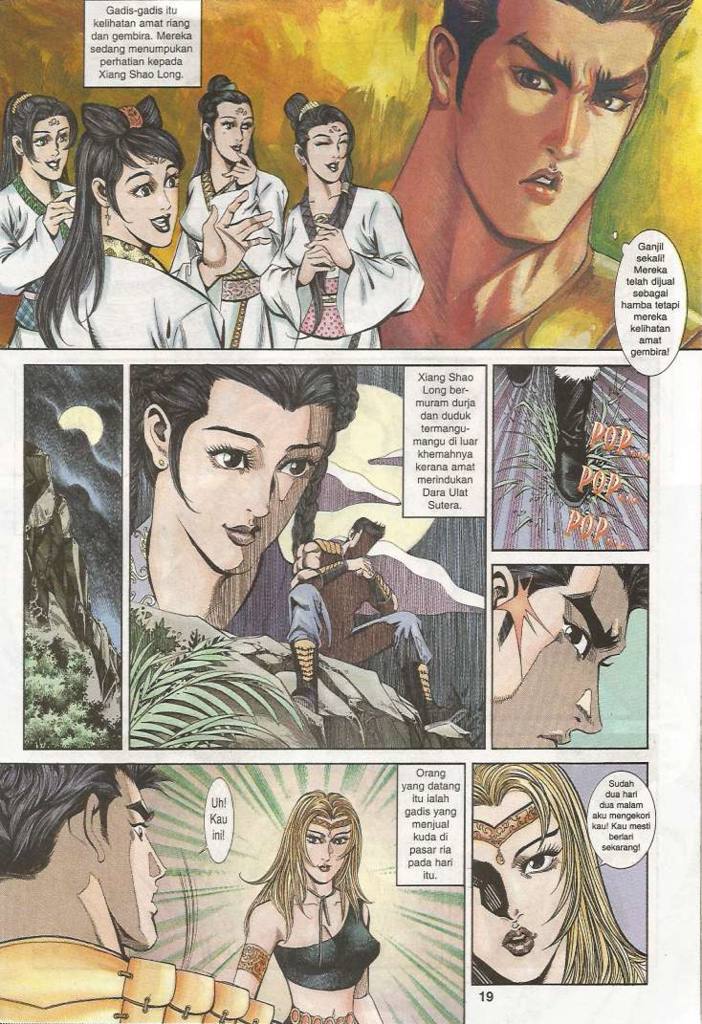 Gadis-gadis itu
kelihatan amat riang
dan gembira. Mereka
sedang menumpukan
perhatian kepada
Xiang Shao Long.
Ganjil
sekali!
Mereka
telah dijual
sebagai
hamba tetapi
mereka
kelihatan
amat
gembira!
Xiang Shao
Long ber-
muram durja
dan duduk
termangu-
mangu di luar
khemahnya
kerana amat
merindukan
Dara Ulat
Sutera.
POP...
POP...
POP...
Uh!
Kau
ini!
Orang
yang datang
itu ialah
gadis yang
menjual
kuda di
pasar ria
pada hari
itu.
Sudah
dua hari
dua malam
aku mengekori
kau! Kau mesti
berlari
sekarang!
19